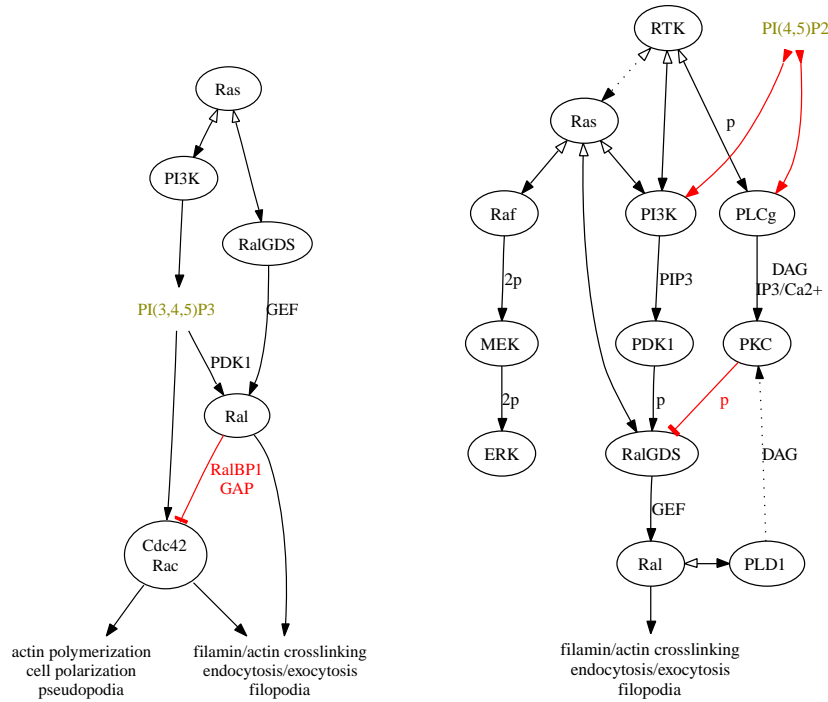 Ras
PI3K
RalGDS
PI(3,4,5)P3
GEF
PDK1
Ral
RalBP1
GAP
Cdc42
Rac
actin polymerization
cell polarization
pseudopodia
filamin/actin crosslinking
endocytosis/exocytosis
filopodia
RTK
PI(4,5)P2
Ras
p
Raf
PI3K
PLCg
2p
PIP3
DAG
IP3/Ca2+
MEK
PDK1
PKC
2p
p
p
ERK
RalGDS
DAG
GEF
Ral
PLD1
filamin/actin crosslinking
endocytosis/exocytosis
filopodia